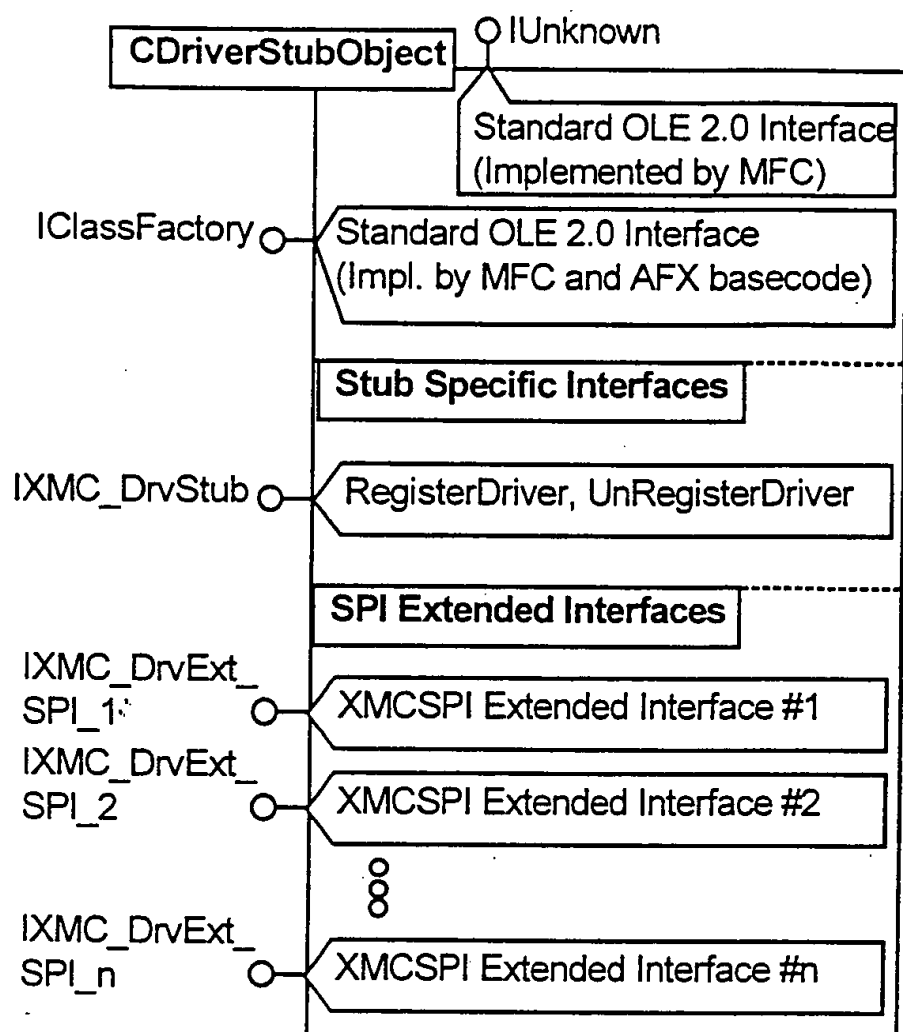 IUnknown
CDriverStubObject
Standard OLE 2.0 Interface
(Implemented by MFC)
IClassFactory
Standard OLE 2.0 Interface
(Impl. by MFC and AFX basecode)
Stub Specific Interfaces
IXMC_DrvStub
RegisterDriver, UnRegisterDriver
SPI Extended Interfaces
IXMC_DrvExt_
SPI_1
XMCSPI Extended Interface #1
IXMC_DrvExt_
SPI_2
XMCSPI Extended Interface #2
IXMC_DrvExt_
SPI_n
XMCSPI Extended Interface #n